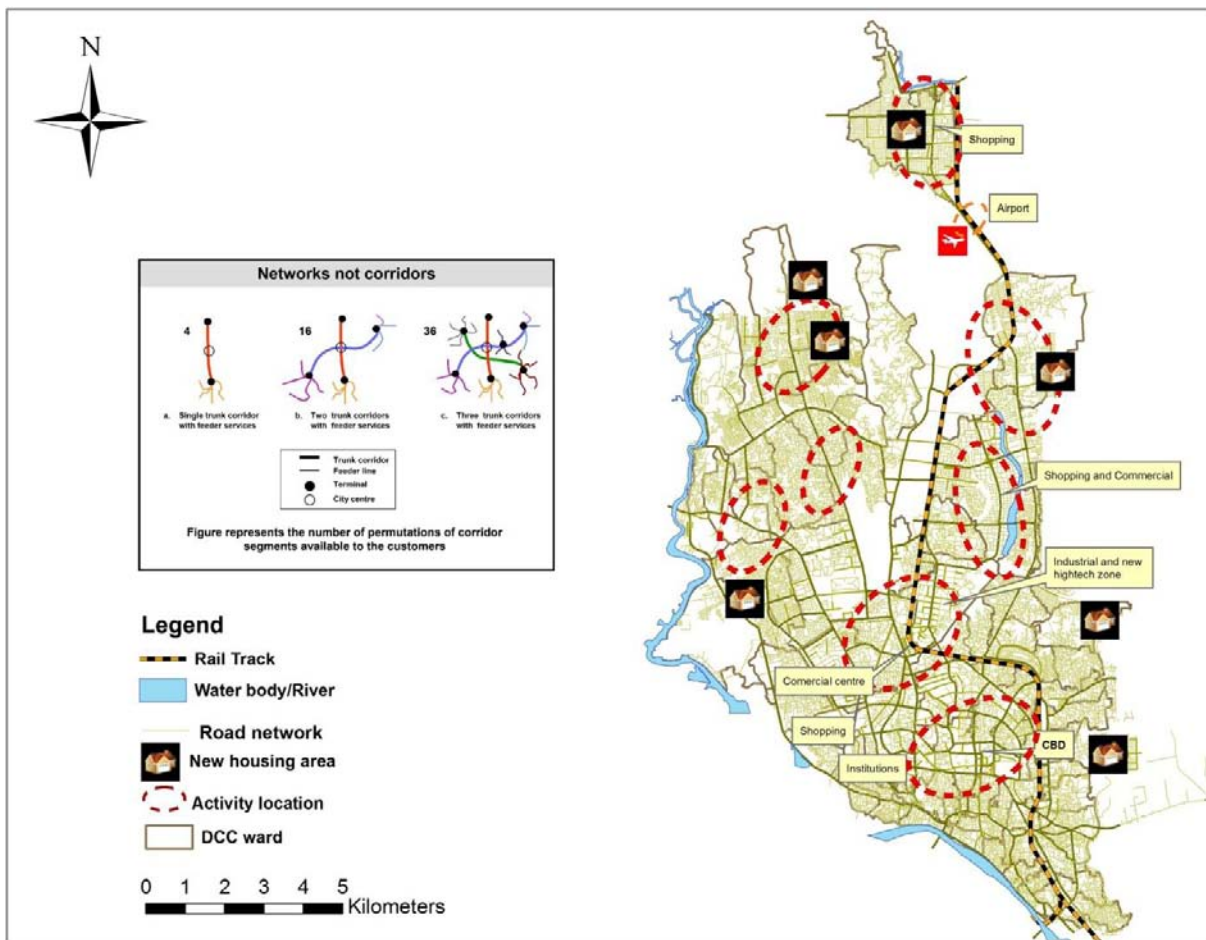 N
Networks not corridors
4
16
36
a. Single trunk corridor
with feeder services
b. Two trunk corridors
with feeder services
c. Three trunk corridors
with feeder services
Trunk corridor
Feeder line
Terminal
City centre
Figure represents the number of permutations of corridor
segments available to the customers
Legend
Rail Track
Water body/River
Road network
New housing area
Activity location
DCC ward
0 1 2 3 4 5
Kilometers
Shopping
Airport
Shopping and Commercial
Industrial and new
hightech zone
Comercial centre
Shopping
Institutions
CBD